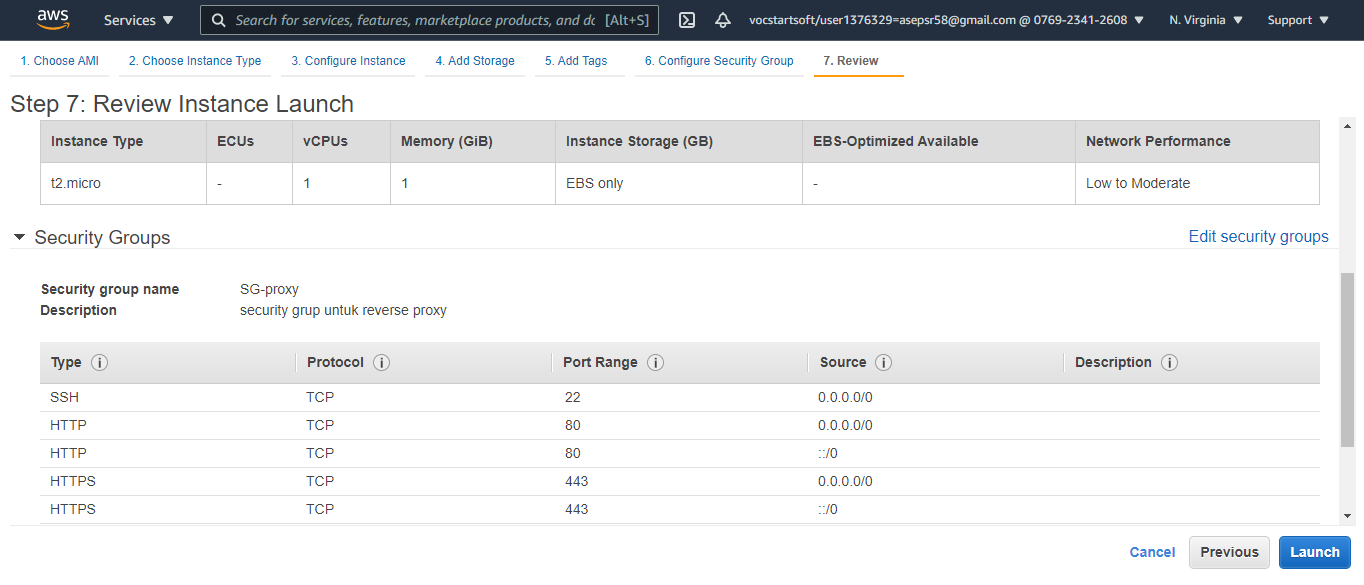 aws Services Search for services, features, marketplace products, and dc [Alt+S] vocstartsoft/user1376329=asepsr58@gmail.com @ 0769-2341-2608 N. Virginia Support
1. Choose AMI 2. Choose Instance Type 3. Configure Instance 4. Add Storage 5. Add Tags 6. Configure Security Group 7. Review
Step 7: Review Instance Launch
Instance Type ECUs vCPUs Memory (GiB) Instance Storage (GB) EBS-Optimized Available Network Performance
t2.micro - 1 1 EBS only - Low to Moderate
Security Groups Edit security groups
Security group name SG-proxy
Description security grup untuk reverse proxy
Type i Protocol i Port Range i Source i Description i
SSH TCP 22 0.0.0.0/0
HTTP TCP 80 0.0.0.0/0
HTTP TCP 80 ::/0
HTTPS TCP 443 0.0.0.0/0
HTTPS TCP 443 ::/0
Cancel Previous Launch